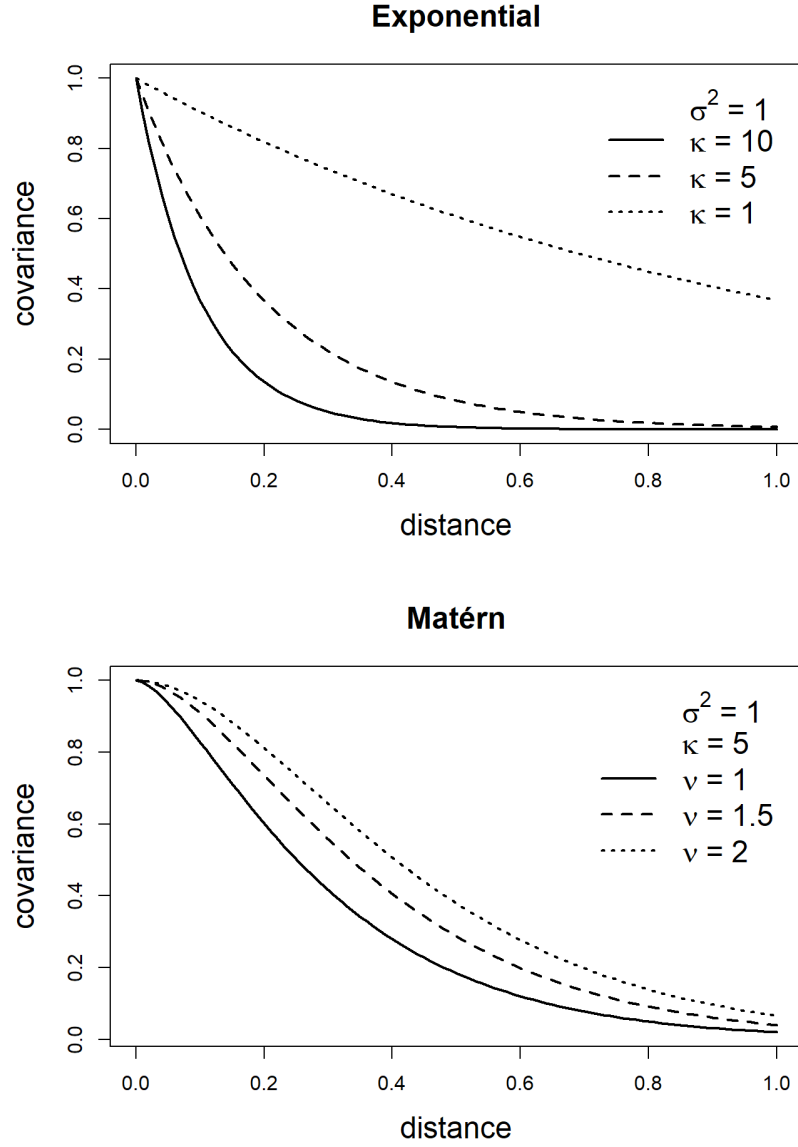 Exponential
1.0
0.8
0.6
0.4
0.2
0.0
covariance
σ² = 1
κ = 10
κ = 5
κ = 1
0.0 0.2 0.4 0.6 0.8 1.0
distance
Matérn
1.0
0.8
0.6
0.4
0.2
0.0
covariance
σ² = 1
κ = 5
ν = 1
ν = 1.5
ν = 2
0.0 0.2 0.4 0.6 0.8 1.0
distance